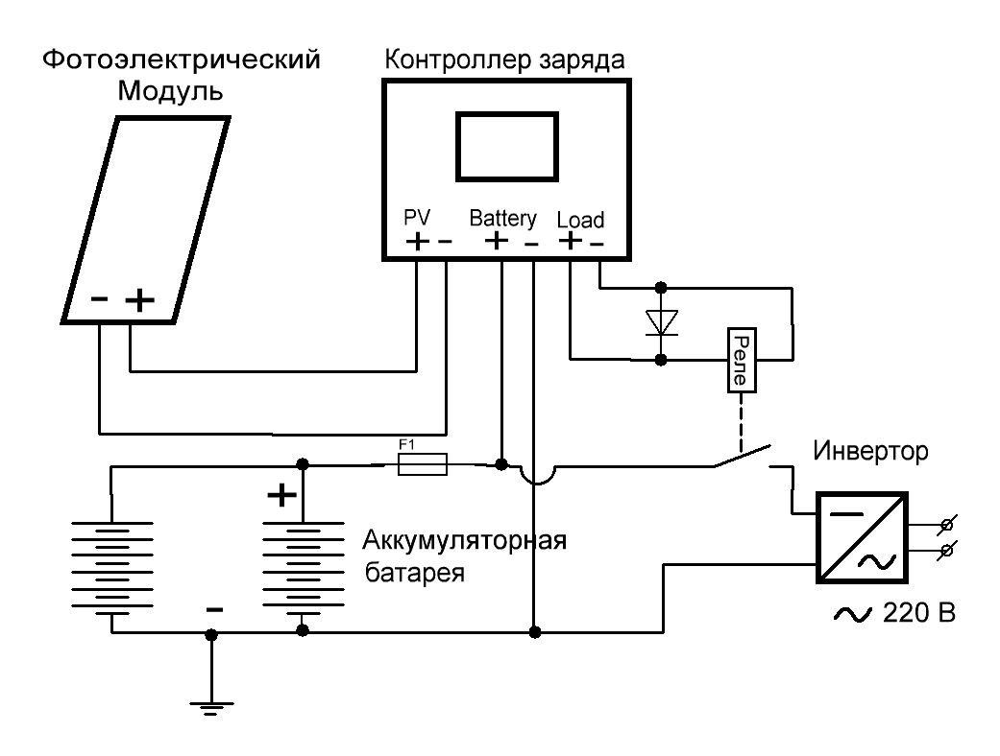 Фотоэлектрический
Модуль
Контроллер заряда
PV
Battery
Load
+ –
+ –
+ –
- +
Реле
F1
Инвертор
+
Аккумуляторная
батарея
-
~ 220 В